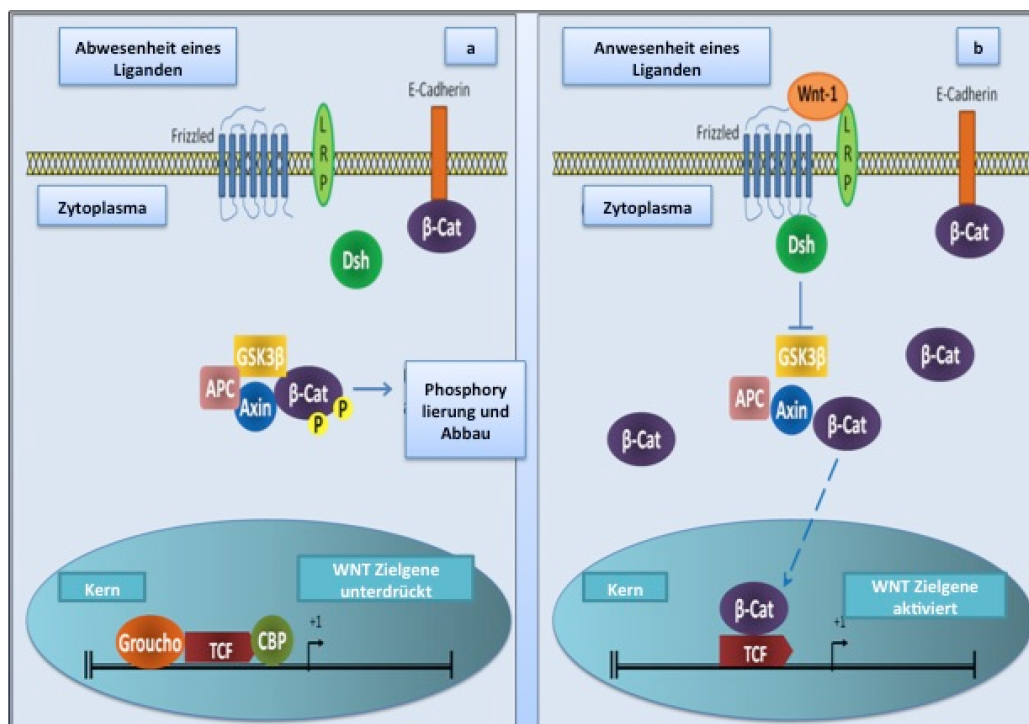 Abwesenheit eines
Liganden
a
E-Cadherin
Frizzled
L
R
P
Zytoplasma
β-Cat
Dsh
GSK3β
APC
Axin
β-Cat
P
P
Phosphory
lierung und
Abbau
WNT Zielgene
unterdrückt
Kern
Groucho
TCF
CBP
+1
Anwesenheit eines
Liganden
b
Wnt-1
E-Cadherin
Frizzled
L
R
P
Zytoplasma
β-Cat
Dsh
GSK3β
β-Cat
APC
Axin
β-Cat
β-Cat
Kern
WNT Zielgene
aktiviert
β-Cat
TCF
+1